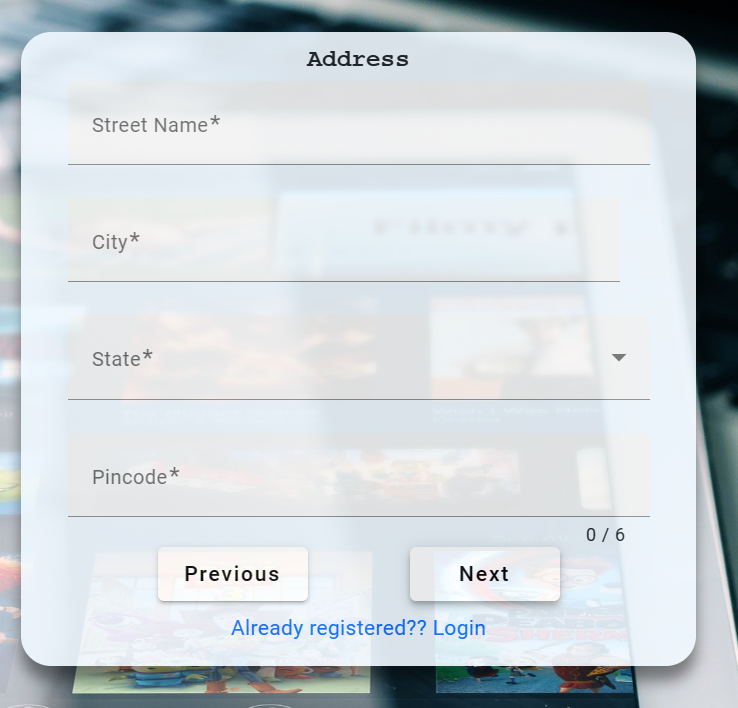 Address
Street Name*
City*
State*
Pincode*
0 / 6
Previous Next
Already registered?? Login